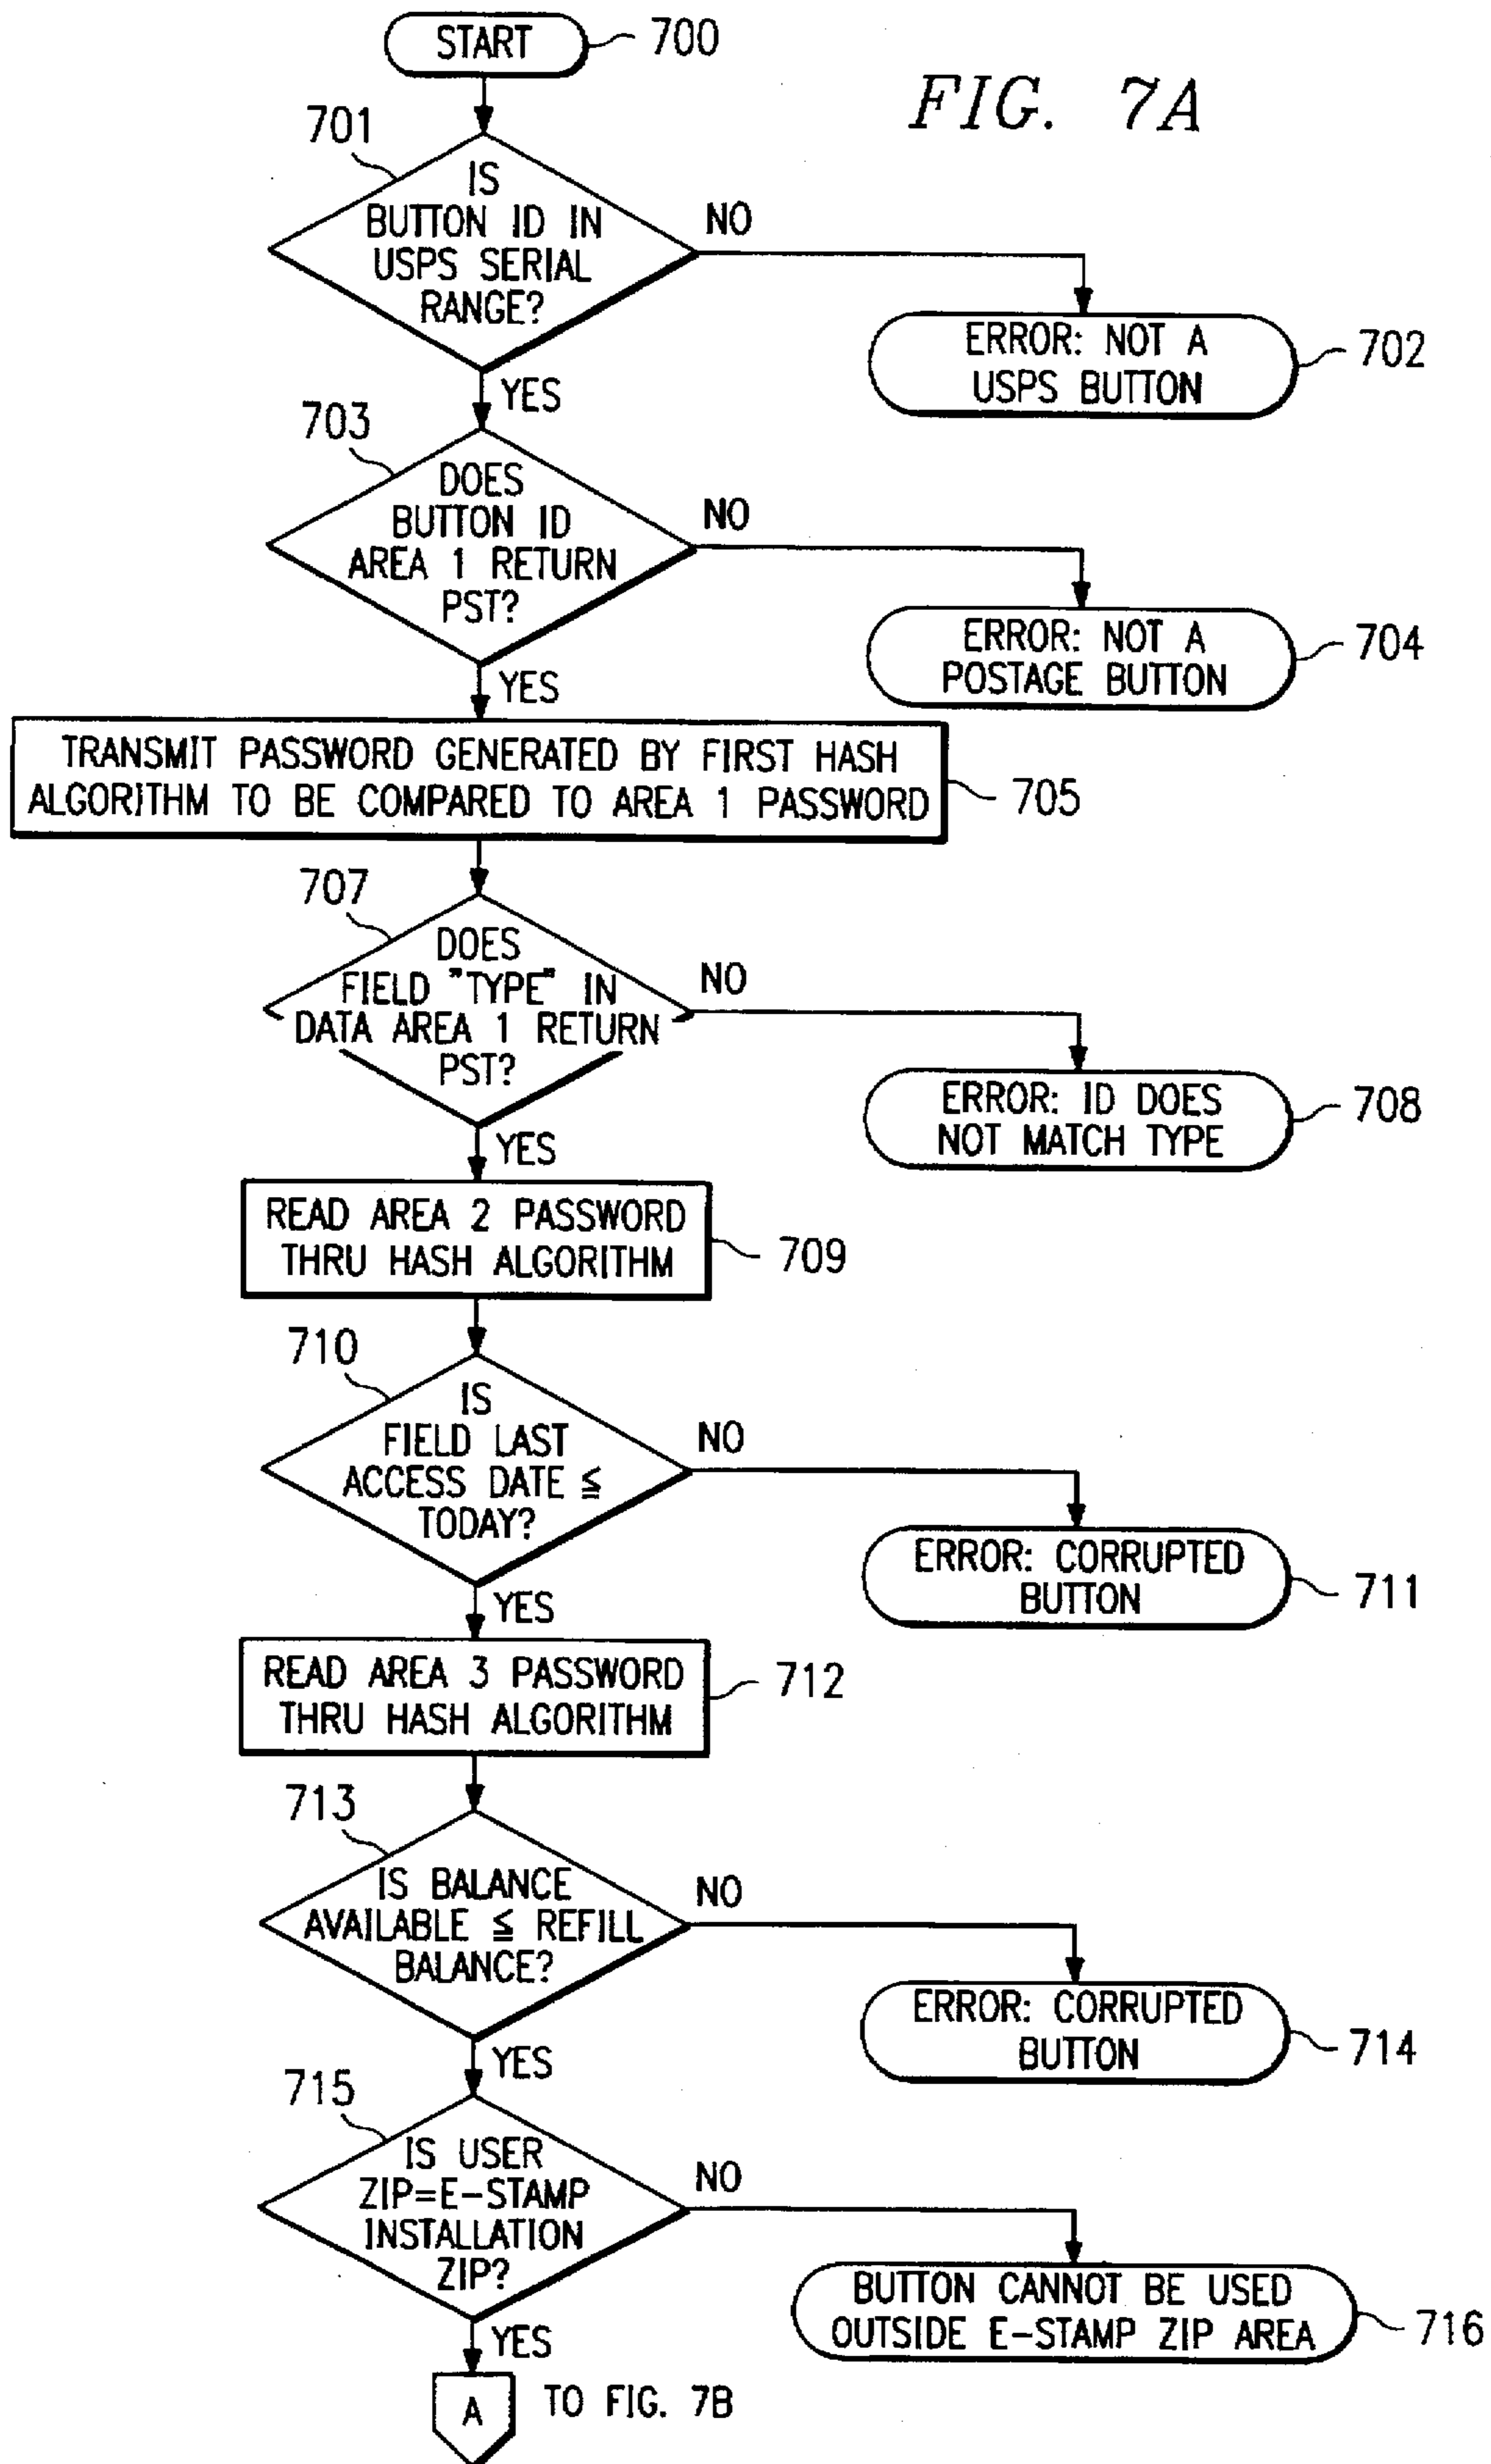 START
700
FIG. 7A
701
IS
BUTTON ID IN
USPS SERIAL
RANGE?
NO
ERROR: NOT A
USPS BUTTON
702
YES
703
DOES
BUTTON ID
AREA 1 RETURN
PST?
NO
ERROR: NOT A
POSTAGE BUTTON
704
YES
TRANSMIT PASSWORD GENERATED BY FIRST HASH
ALGORITHM TO BE COMPARED TO AREA 1 PASSWORD
705
707
DOES
FIELD "TYPE" IN
DATA AREA 1 RETURN
PST?
NO
ERROR: ID DOES
NOT MATCH TYPE
708
YES
READ AREA 2 PASSWORD
THRU HASH ALGORITHM
709
710
IS
FIELD LAST
ACCESS DATE ≦
TODAY?
NO
ERROR: CORRUPTED
BUTTON
711
YES
READ AREA 3 PASSWORD
THRU HASH ALGORITHM
712
713
IS BALANCE
AVAILABLE ≦ REFILL
BALANCE?
NO
ERROR: CORRUPTED
BUTTON
714
YES
715
IS USER
ZIP=E-STAMP
INSTALLATION
ZIP?
NO
BUTTON CANNOT BE USED
OUTSIDE E-STAMP ZIP AREA
716
YES
A
TO FIG. 7B